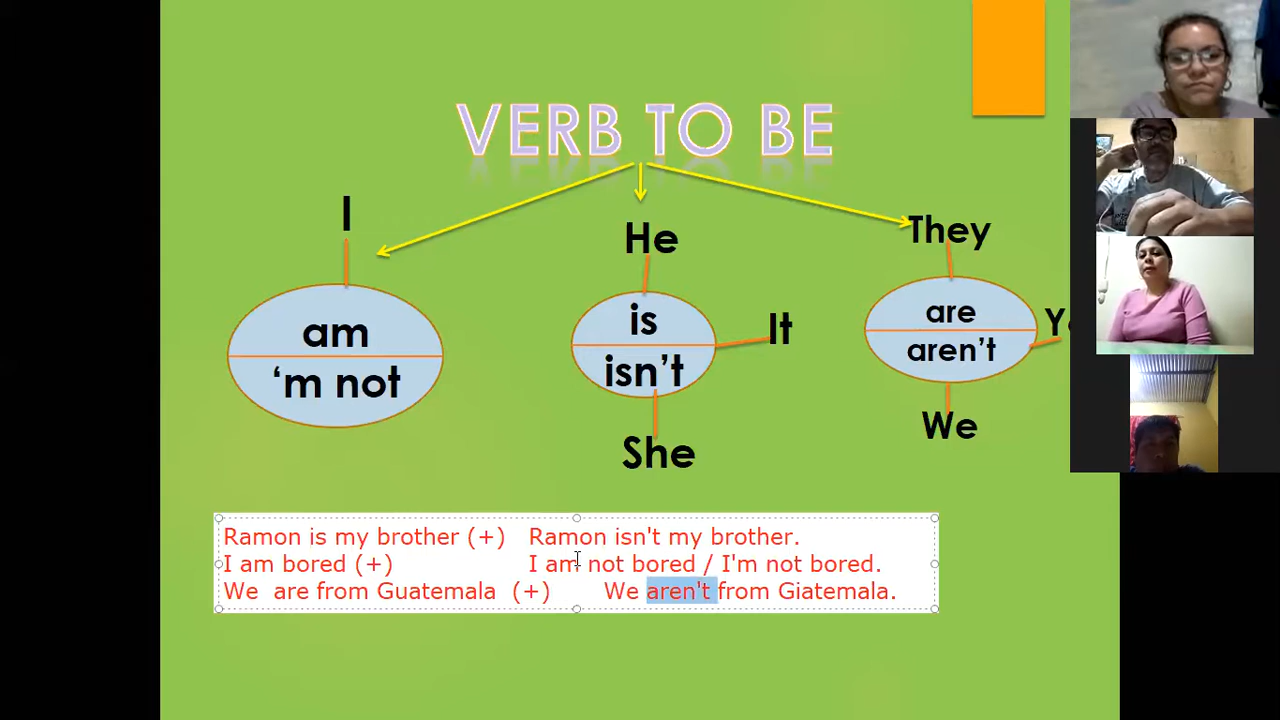 VERB TO BE
I
He
They
am
'm not
is
isn't
It
are
aren't
She
We
Ramon is my brother (+) Ramon isn't my brother.
I am bored (+) I am not bored / I'm not bored.
We are from Guatemala (+) We aren't from Giatemala.